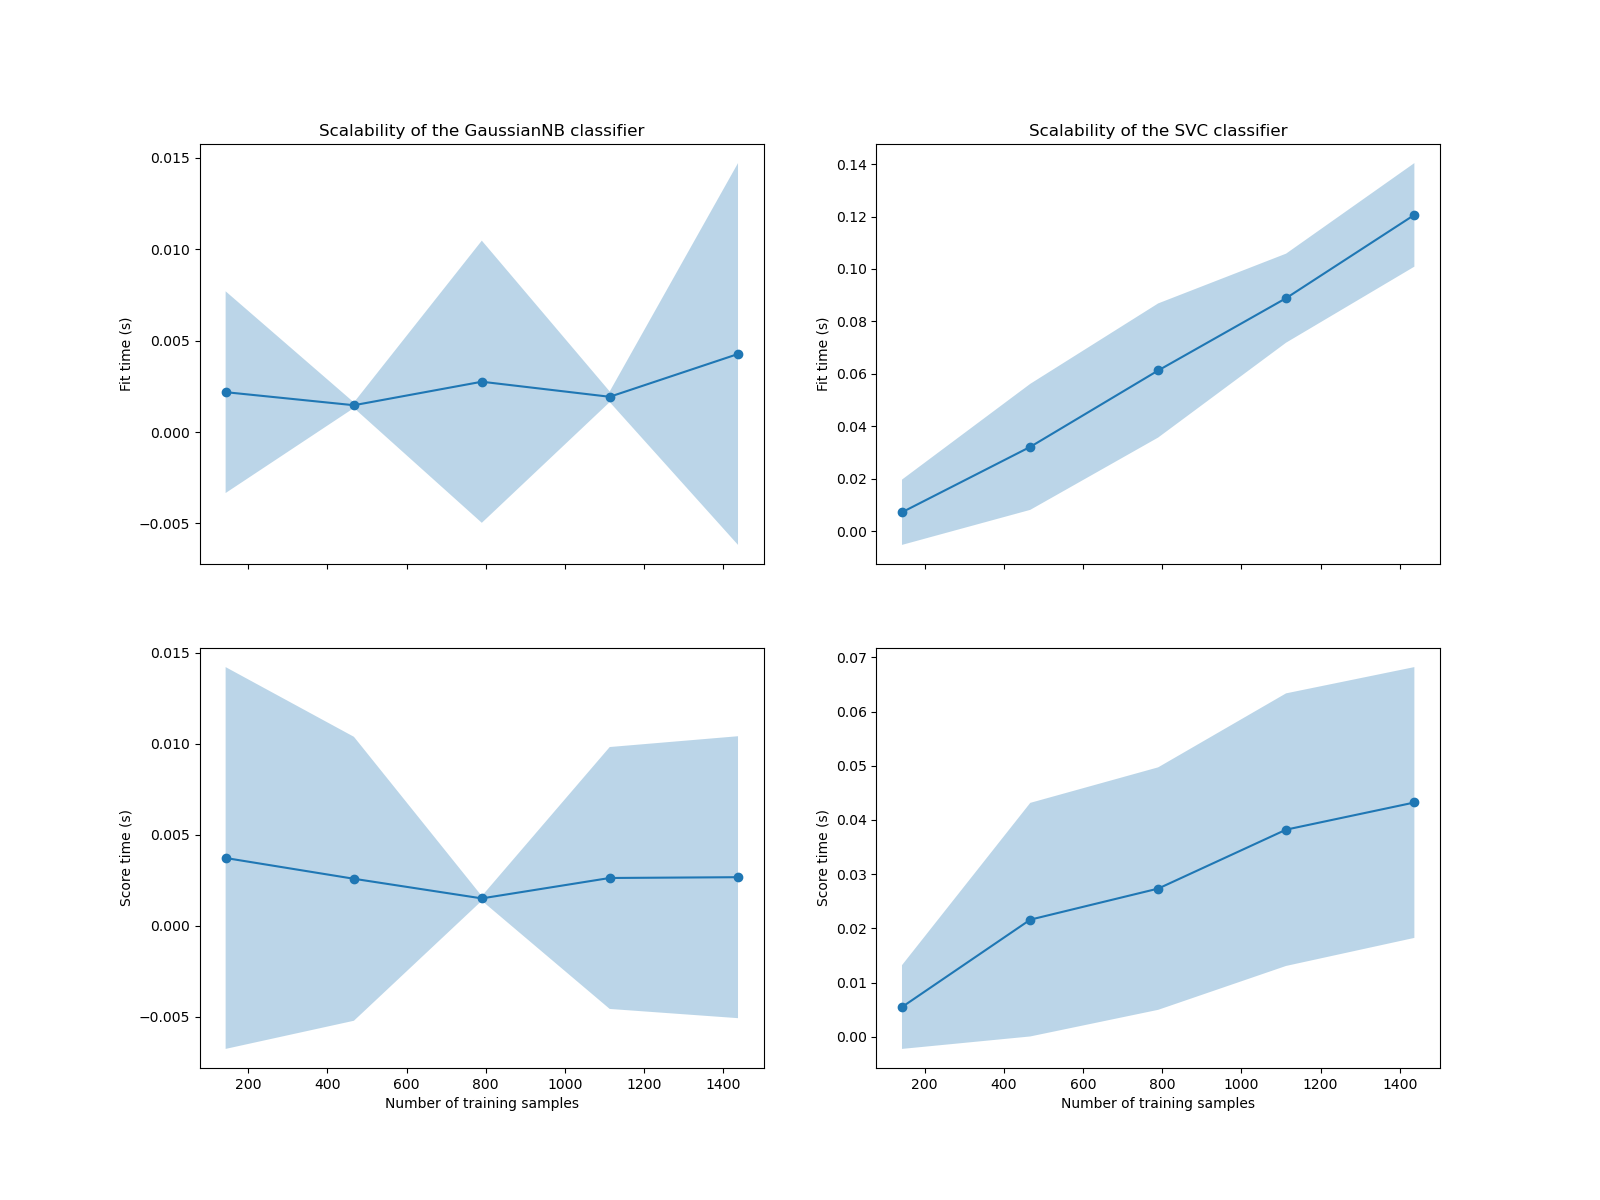 Scalability of the GaussianNB classifier
0.015
0.010
0.005
0.000
−0.005
Fit time (s)
Scalability of the SVC classifier
0.14
0.12
0.10
0.08
0.06
0.04
0.02
0.00
Fit time (s)
0.015
0.010
0.005
0.000
−0.005
Score time (s)
200 400 600 800 1000 1200 1400
Number of training samples
0.07
0.06
0.05
0.04
0.03
0.02
0.01
0.00
Score time (s)
200 400 600 800 1000 1200 1400
Number of training samples